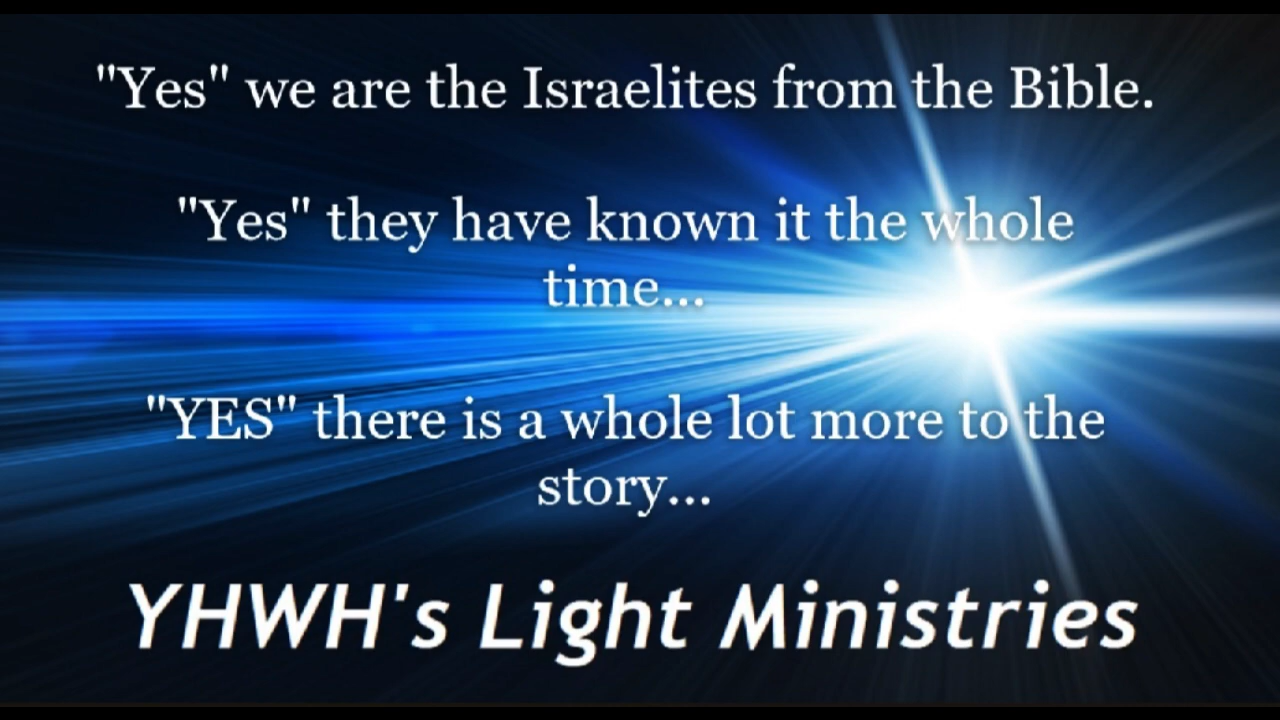 "Yes" we are the Israelites from the Bible.
"Yes" they have known it the whole
time...
"YES" there is a whole lot more to the
story...
YHWH's Light Ministries